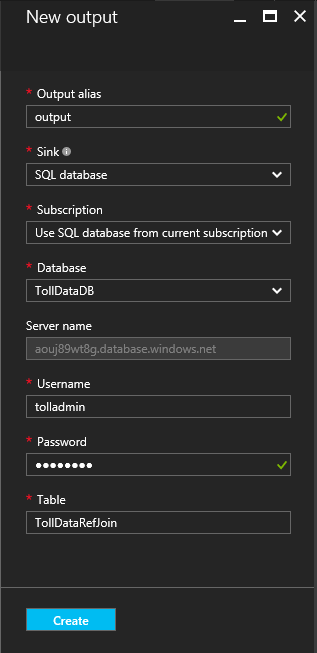 New output
* Output alias
output
* Sink
SQL database
* Subscription
Use SQL database from current subscription
* Database
TollDataDB
Server name
aouj89wt8g.database.windows.net
* Username
tolladmin
* Password
••••••••
* Table
TollDataRefJoin
Create